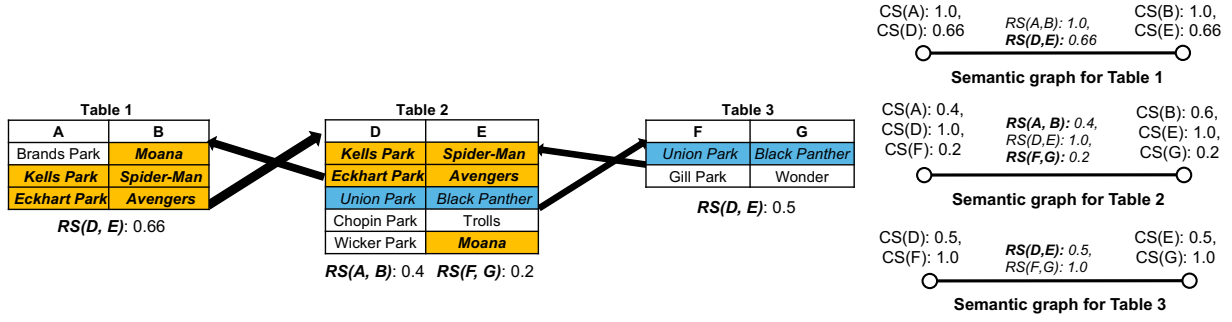 Table 1
A B
Brands Park Moana
Kells Park Spider-Man
Eckhart Park Avengers
RS(D, E): 0.66
Table 2
D E
Kells Park Spider-Man
Eckhart Park Avengers
Union Park Black Panther
Chopin Park Trolls
Wicker Park Moana
RS(A, B): 0.4 RS(F, G): 0.2
Table 3
F G
Union Park Black Panther
Gill Park Wonder
RS(D, E): 0.5
CS(A): 1.0,
CS(D): 0.66
RS(A,B): 1.0,
RS(D,E): 0.66
CS(B): 1.0,
CS(E): 0.66
Semantic graph for Table 1
CS(A): 0.4,
CS(D): 1.0,
CS(F): 0.2
RS(A, B): 0.4,
RS(D,E): 1.0,
RS(F,G): 0.2
CS(B): 0.6,
CS(E): 1.0,
CS(G): 0.2
Semantic graph for Table 2
CS(D): 0.5,
CS(F): 1.0
RS(D,E): 0.5,
RS(F,G): 1.0
CS(E): 0.5,
CS(G): 1.0
Semantic graph for Table 3